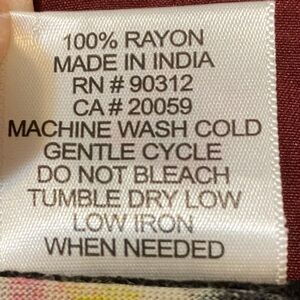 100% RAYON
MADE IN INDIA
RN # 90312
CA # 20059
MACHINE WASH COLD
GENTLE CYCLE
DO NOT BLEACH
TUMBLE DRY LOW
LOW IRON
WHEN NEEDED